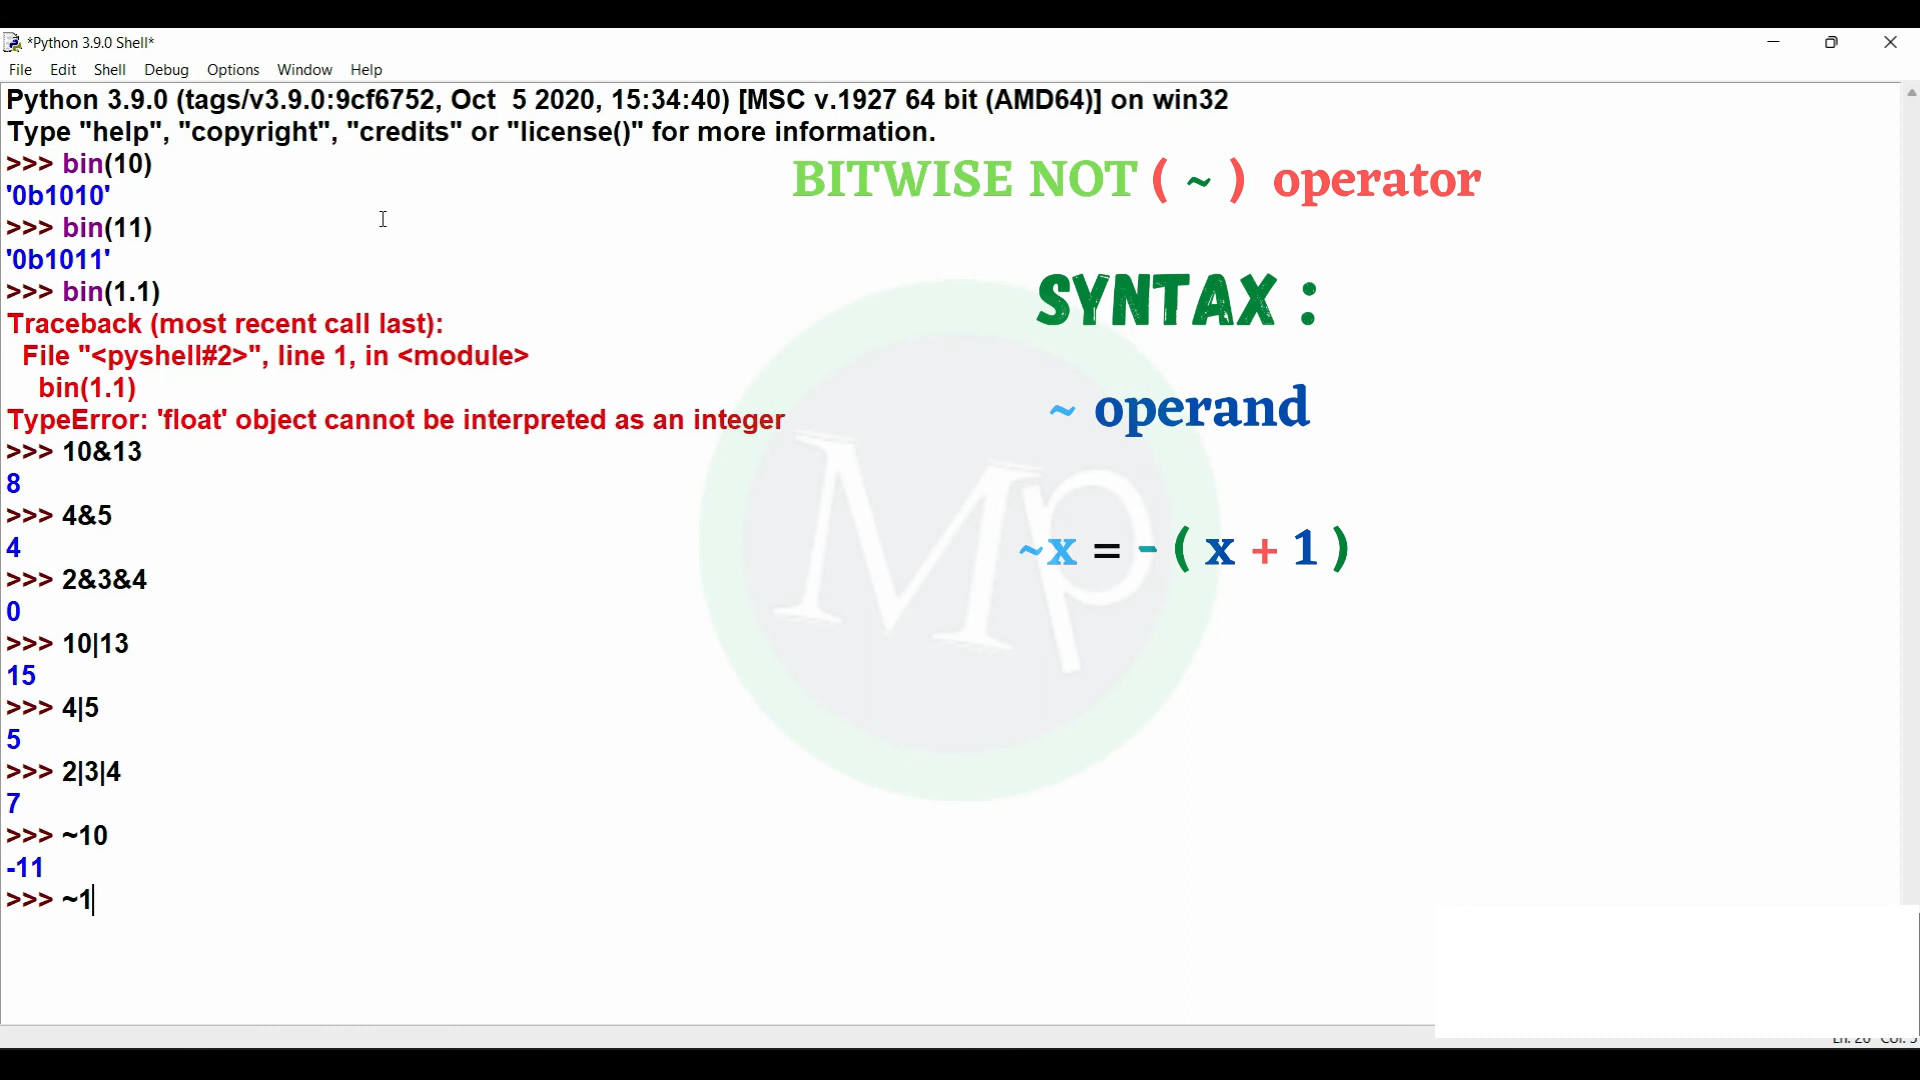 *Python 3.9.0 Shell*
File Edit Shell Debug Options Window Help
Python 3.9.0 (tags/v3.9.0:9cf6752, Oct  5 2020, 15:34:40) [MSC v.1927 64 bit (AMD64)] on win32
Type "help", "copyright", "credits" or "license()" for more information.
>>> bin(10)
'0b1010'
>>> bin(11)
'0b1011'
>>> bin(1.1)
Traceback (most recent call last):
  File "<pyshell#2>", line 1, in <module>
    bin(1.1)
TypeError: 'float' object cannot be interpreted as an integer
>>> 10&13
8
>>> 4&5
4
>>> 2&3&4
0
>>> 10|13
15
>>> 4|5
5
>>> 2|3|4
7
>>> ~10
-11
>>> ~1
BITWISE NOT ( ~ ) operator
SYNTAX :
~ operand
~x = - ( x + 1 )
Mp